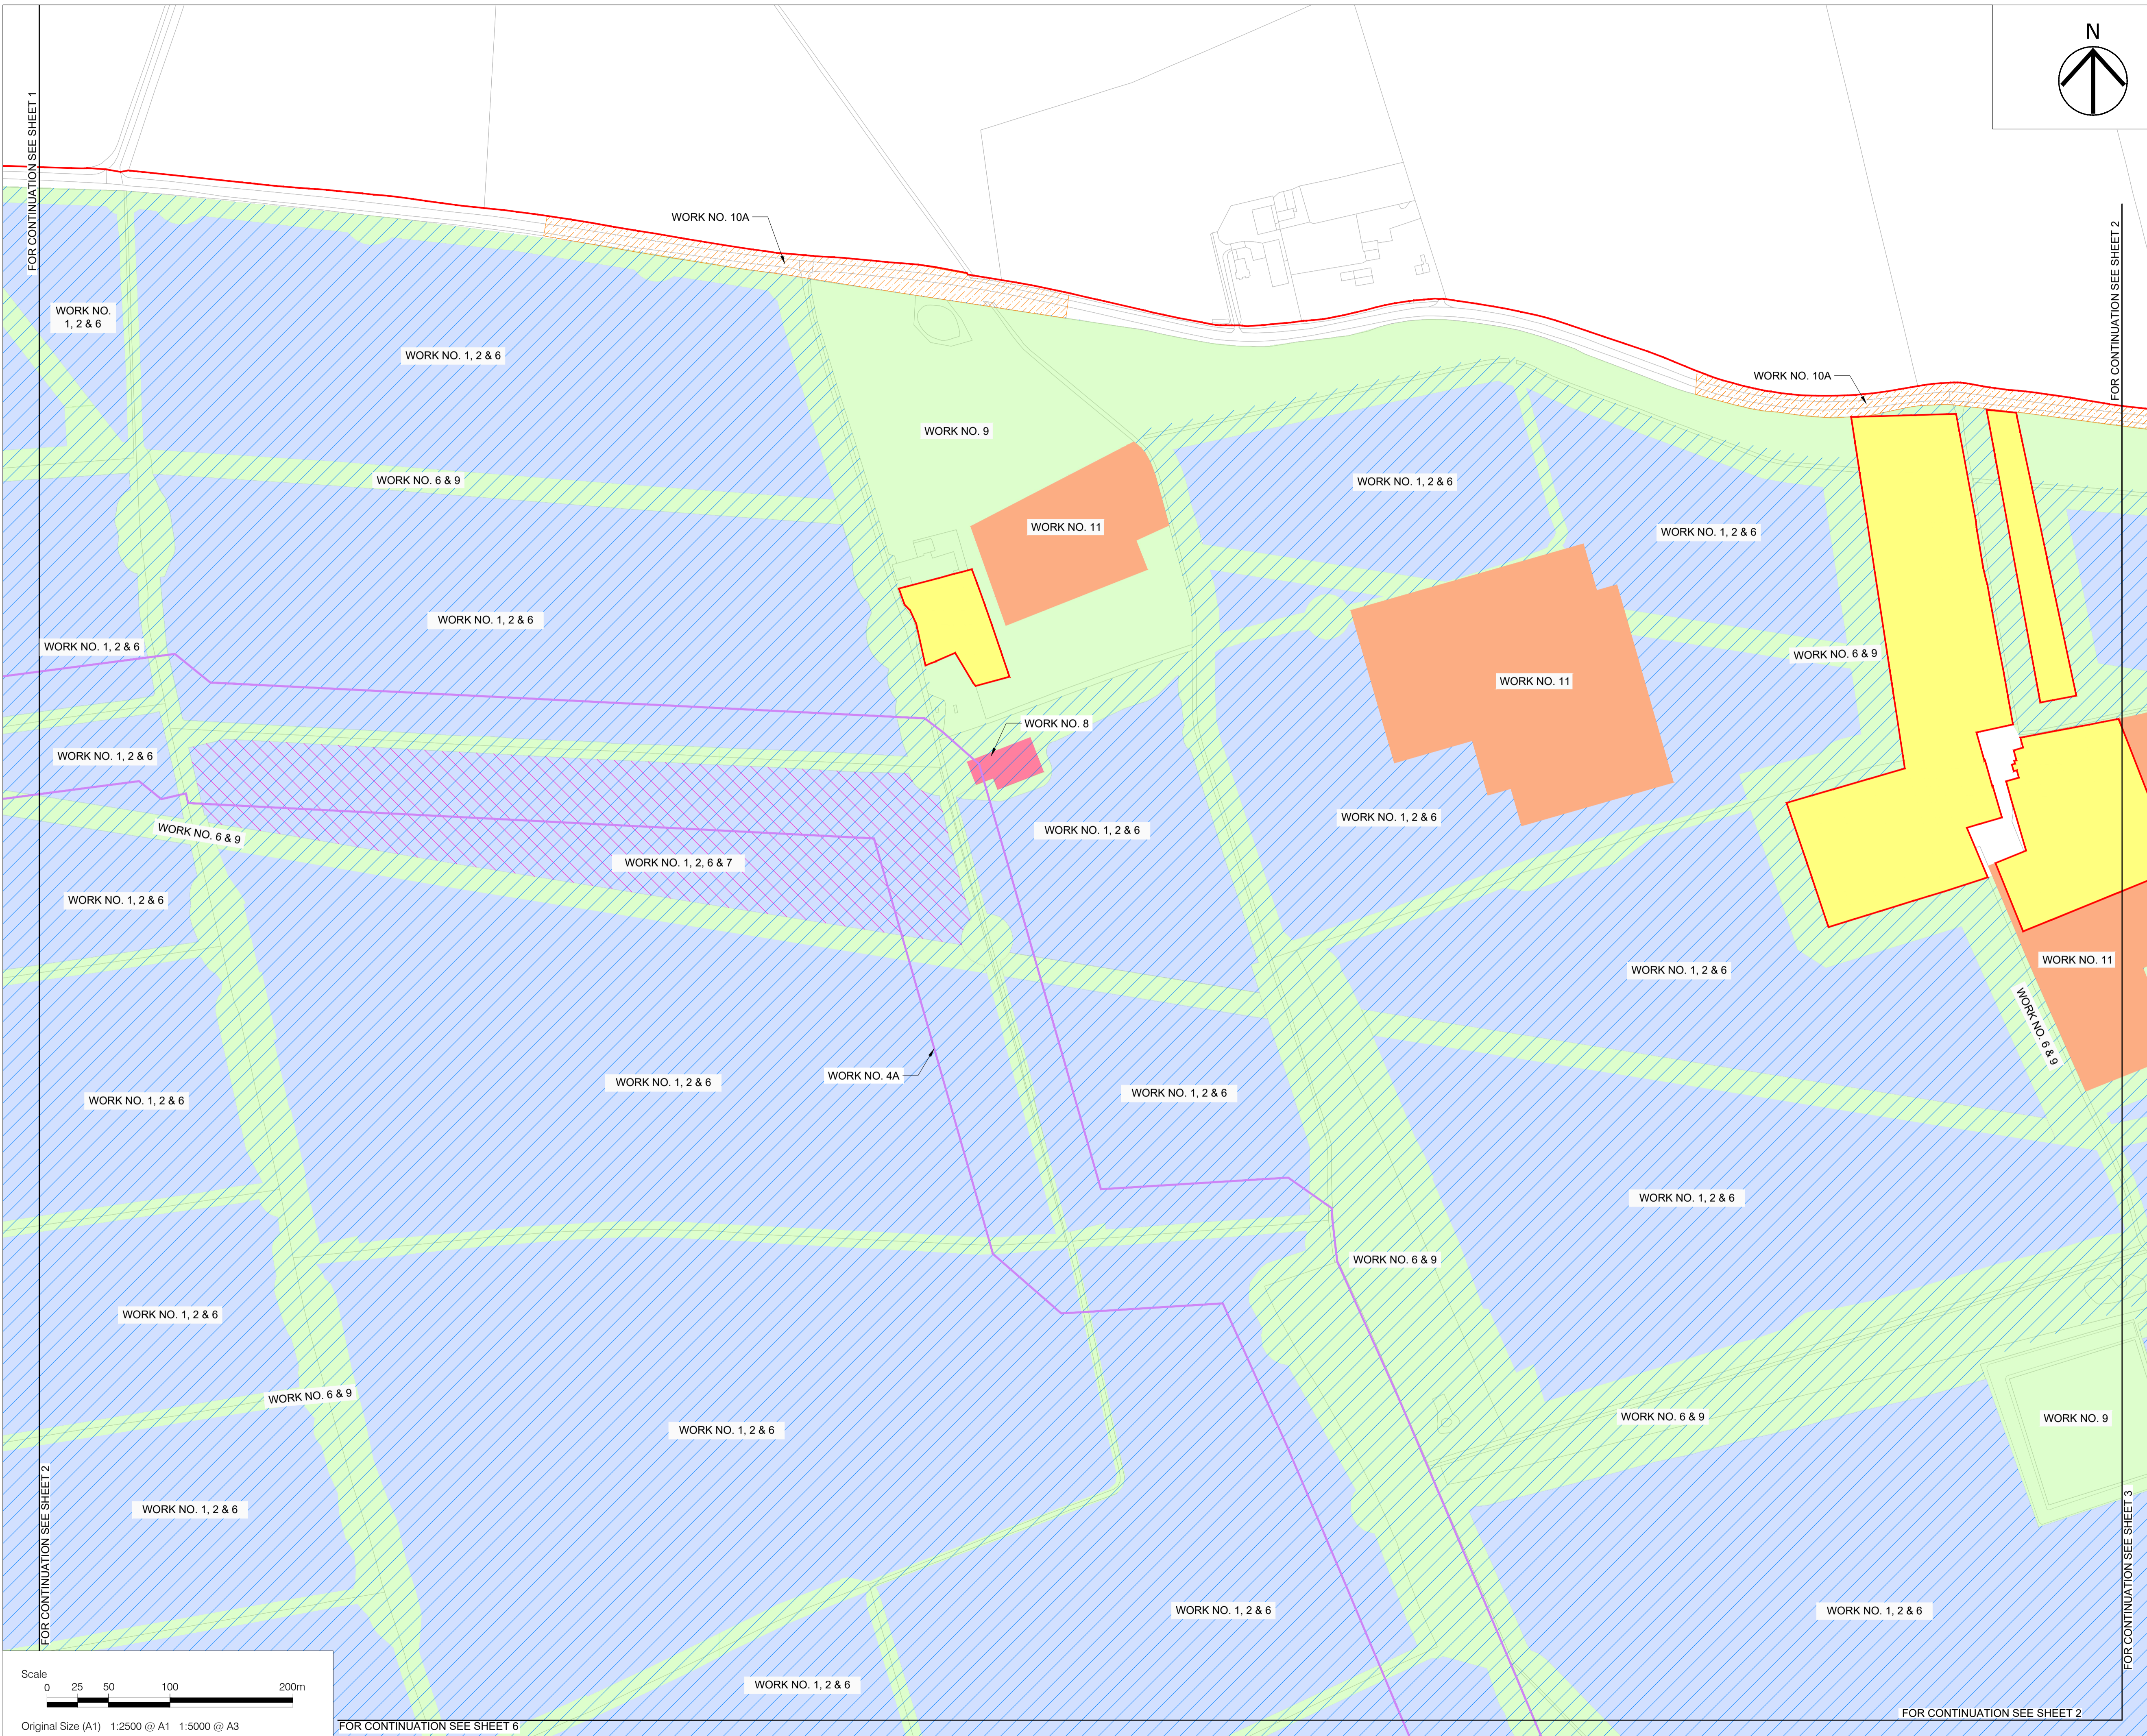 N
FOR CONTINUATION SEE SHEET 1
WORK NO. 10A
FOR CONTINUATION SEE SHEET 2
WORK NO.
1, 2 & 6
WORK NO. 1, 2 & 6
WORK NO. 10A
WORK NO. 9
WORK NO. 6 & 9
WORK NO. 1, 2 & 6
WORK NO. 11
WORK NO. 1, 2 & 6
WORK NO. 1, 2 & 6
WORK NO. 1, 2 & 6
WORK NO. 6 & 9
WORK NO. 11
WORK NO. 8
WORK NO. 1, 2 & 6
WORK NO. 1, 2 & 6
WORK NO. 1, 2 & 6
WORK NO. 6 & 9
WORK NO. 1, 2, 6 & 7
WORK NO. 1, 2 & 6
WORK NO. 11
WORK NO. 1, 2 & 6
WORK NO. 6 & 9
WORK NO. 4A
WORK NO. 1, 2 & 6
WORK NO. 1, 2 & 6
WORK NO. 1, 2 & 6
WORK NO. 1, 2 & 6
WORK NO. 6 & 9
WORK NO. 1, 2 & 6
WORK NO. 6 & 9
WORK NO. 6 & 9
WORK NO. 9
WORK NO. 1, 2 & 6
WORK NO. 1, 2 & 6
FOR CONTINUATION SEE SHEET 2
FOR CONTINUATION SEE SHEET 3
WORK NO. 1, 2 & 6
WORK NO. 1, 2 & 6
WORK NO. 1, 2 & 6
Scale
0 25 50 100 200m
Original Size (A1) 1:2500 @ A1 1:5000 @ A3
FOR CONTINUATION SEE SHEET 6
FOR CONTINUATION SEE SHEET 2